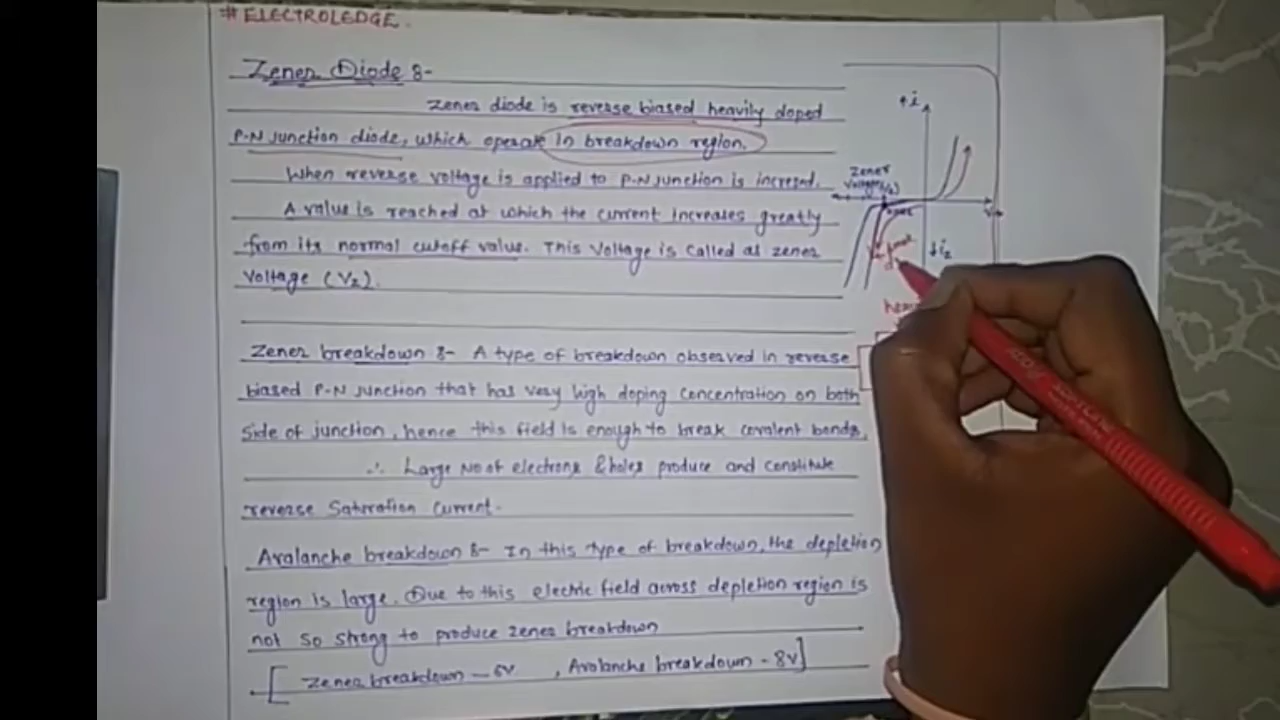 #ELECTROLEDGE.
Zener Diode :-
Zener diode is reverse biased heavily doped
P-N junction diode, which operate in breakdown region.
When reverse voltage is applied to P-N junction is incresed.
A value is reached at which the current increases greatly
from its normal cutoff value. This Voltage is Called as zener
Voltage (Vz).
Zener breakdown :- A type of breakdown observed in reverse
biased P-N junction that has very high doping concentration on both
side of junction, hence this field is enough to break covalent bonds,
∴ Large No of electrons & holes produce and constitute
reverse Saturation Current.
Avalanche breakdown :- In this type of breakdown, the depletion
region is large. Due to this electric field across depletion region is
not so strong to produce zener breakdown
[ Zener breakdown - 6V , Avalanche breakdown - 8V ]
+i
Zener
Voltage(Vz)
↓iz